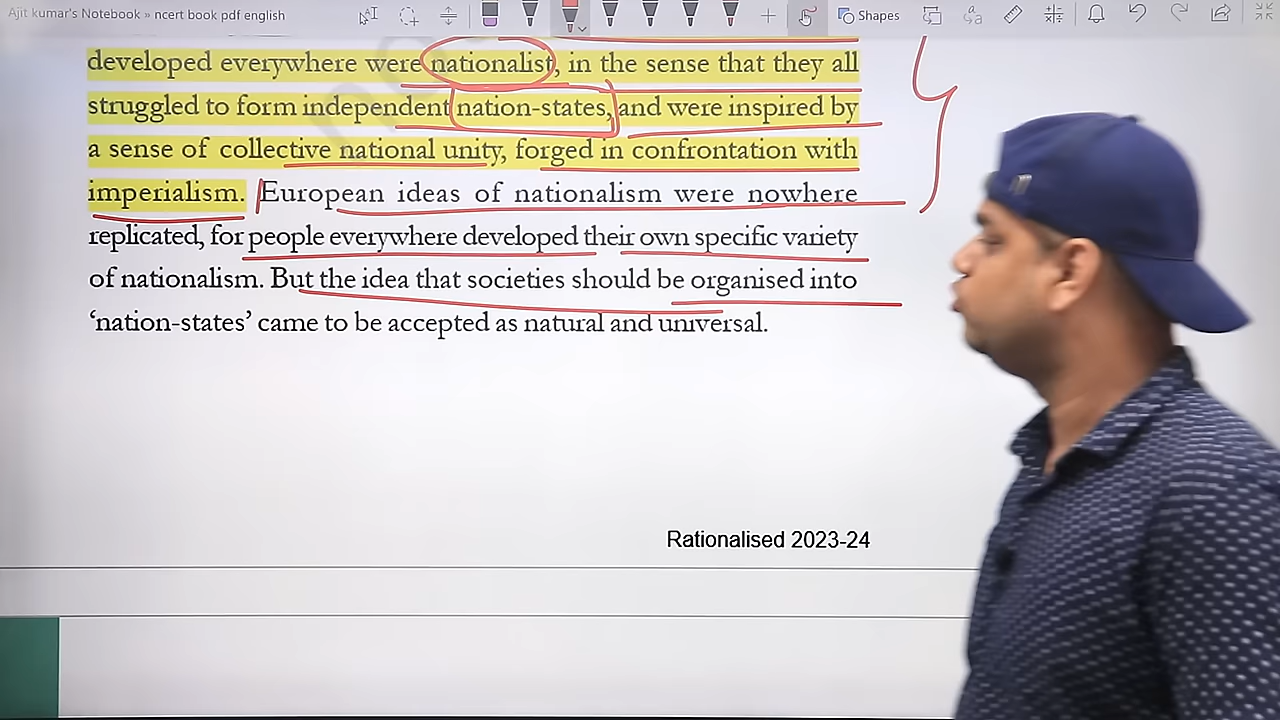 Ajit kumar's Notebook » ncert book pdf english
Shapes
developed everywhere were nationalist, in the sense that they all
struggled to form independent nation-states, and were inspired by
a sense of collective national unity, forged in confrontation with
imperialism. European ideas of nationalism were nowhere
replicated, for people everywhere developed their own specific variety
of nationalism. But the idea that societies should be organised into
‘nation-states’ came to be accepted as natural and universal.
Rationalised 2023-24